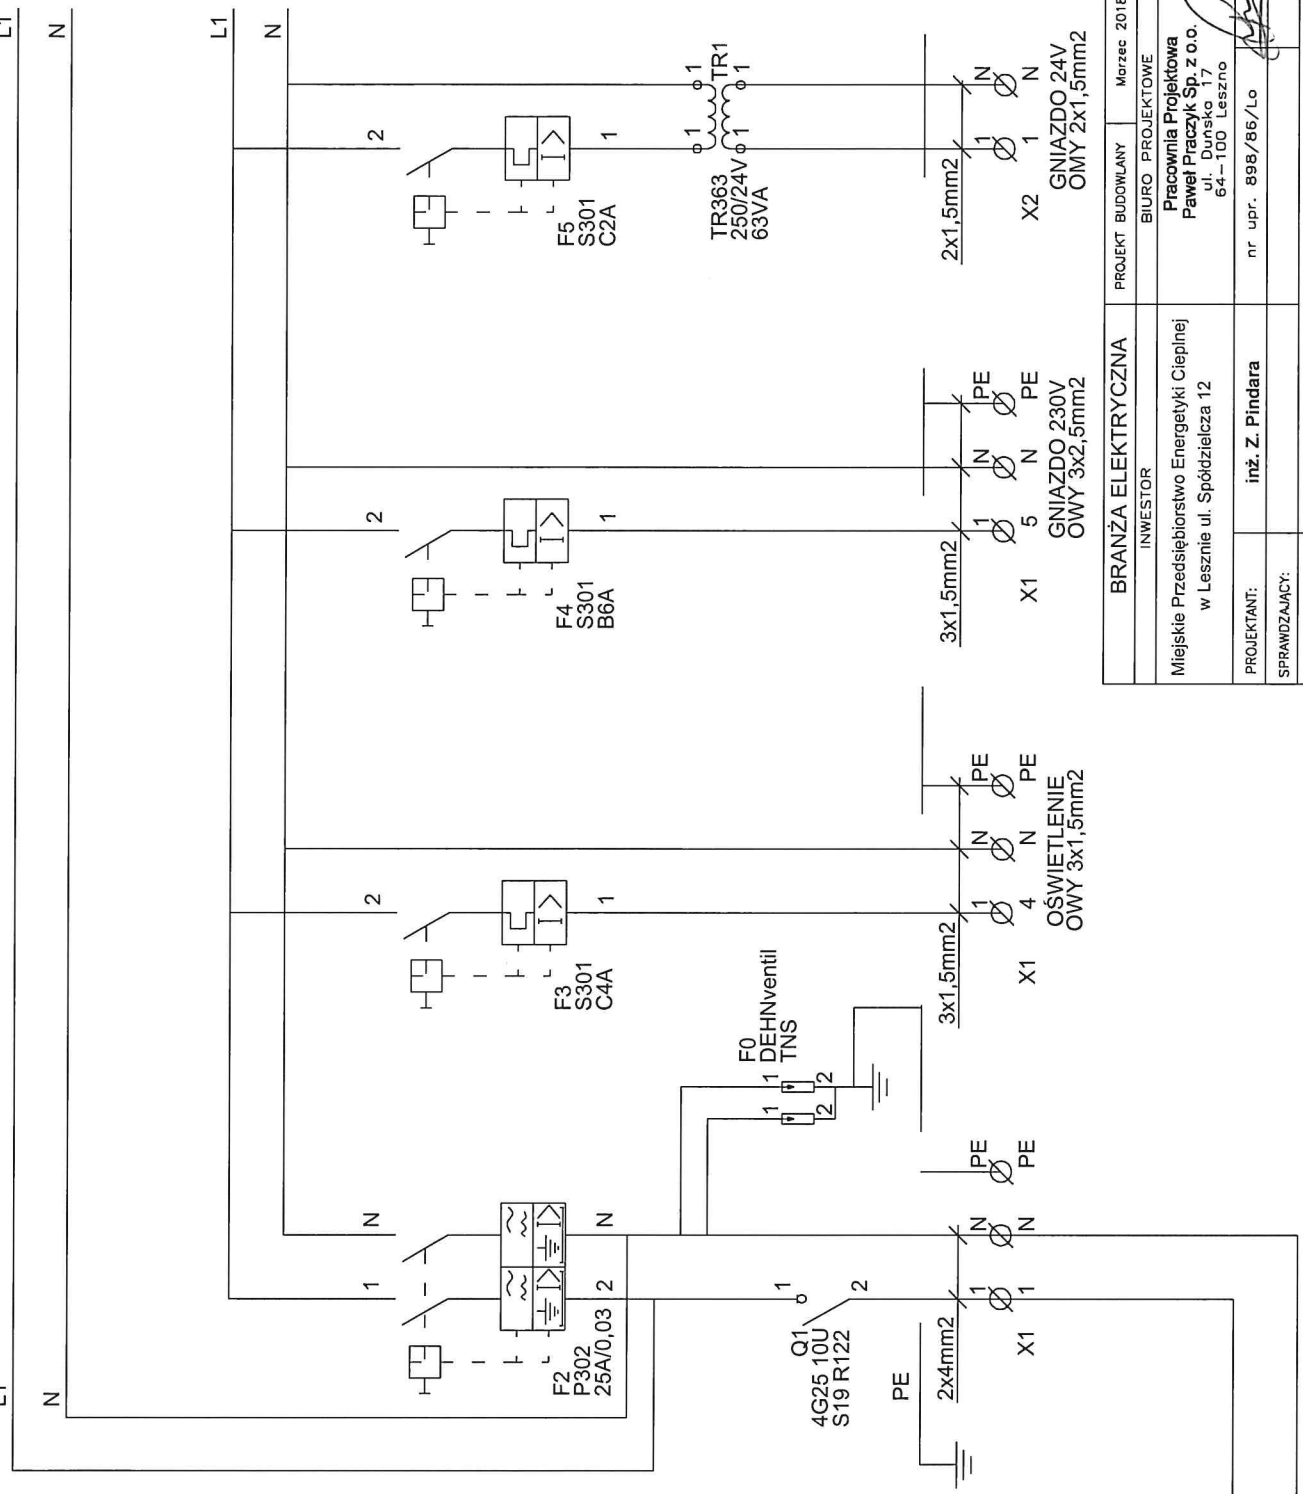 L1
N
L1
N
L1
N
1
N
F2
P302
25A/0,03
2
N
Q1
4G25 10U
S19 R122
1
2
PE
2x4mm2
1
N
PE
X1
1
N
PE
F0
DEHNventil
TNS
1
1
2
2
2
F3
S301
C4A
1
3x1,5mm2
1
N
PE
X1
4
N
PE
OŚWIETLENIE
OWY 3x1,5mm2
2
F4
S301
B6A
1
3x1,5mm2
1
N
PE
X1
5
N
PE
GNIAZDO 230V
OWY 3x2,5mm2
2
F5
S301
C2A
1
TR363
250/24V
63VA
1
1
TR1
1
1
2x1,5mm2
1
N
X2
1
N
GNIAZDO 24V
OMY 2x1,5mm2
BRANŻA ELEKTRYCZNA
PROJEKT BUDOWLANY
Marzec 2018
INWESTOR
BIURO PROJEKTOWE
Miejskie Przedsiębiorstwo Energetyki Cieplnej
w Lesznie ul. Spółdzielcza 12
Pracownia Projektowa
Paweł Praczyk Sp. z o.o.
ul. Duńska 17
64-100 Leszno
PROJEKTANT:
inż. Z. Pindara
nr upr. 898/86/Lo
SPRAWDZAJĄCY: